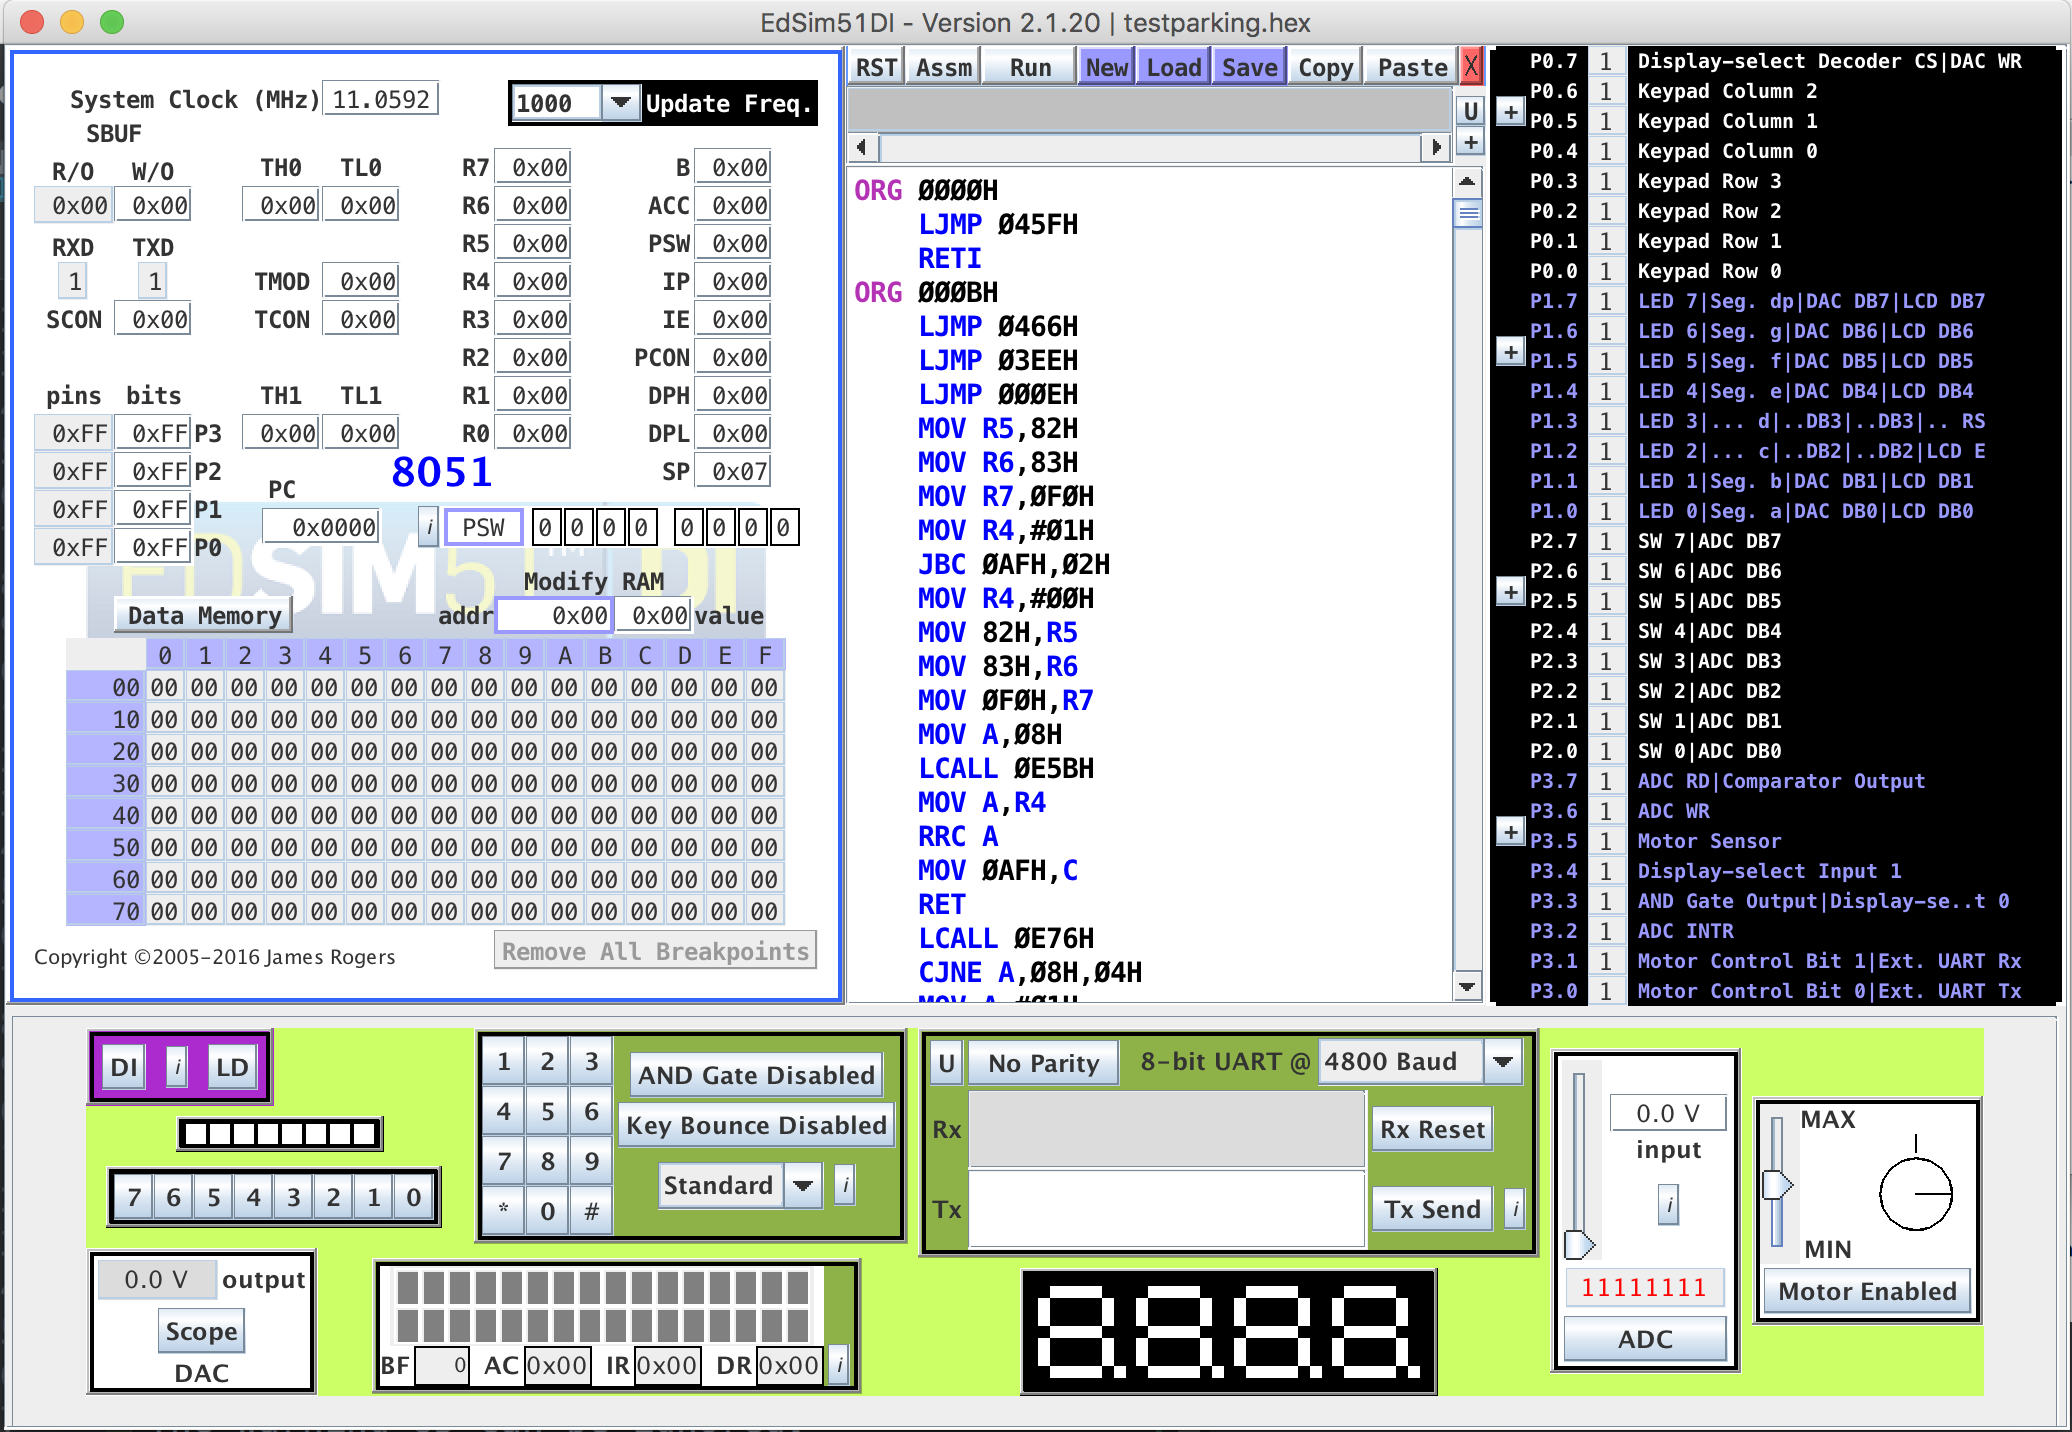 EdSim51DI - Version 2.1.20 | testparking.hex
System Clock (MHz) 11.0592
1000 Update Freq.
SBUF
R/O W/O TH0 TL0 R7 0x00 B 0x00
0x00 0x00 0x00 0x00 R6 0x00 ACC 0x00
RXD TXD R5 0x00 PSW 0x00
1 1 TMOD 0x00 R4 0x00 IP 0x00
SCON 0x00 TCON 0x00 R3 0x00 IE 0x00
R2 0x00 PCON 0x00
pins bits TH1 TL1 R1 0x00 DPH 0x00
0xFF 0xFF P3 0x00 0x00 R0 0x00 DPL 0x00
0xFF 0xFF P2 8051 SP 0x07
0xFF 0xFF P1 PC 0x0000 i PSW 0 0 0 0 0 0 0 0
0xFF 0xFF P0
EDSIM51 DI
TM
Modify RAM
Data Memory addr 0x00 0x00 value
0 1 2 3 4 5 6 7 8 9 A B C D E F
00 00 00 00 00 00 00 00 00 00 00 00 00 00 00 00 00
10 00 00 00 00 00 00 00 00 00 00 00 00 00 00 00 00
20 00 00 00 00 00 00 00 00 00 00 00 00 00 00 00 00
30 00 00 00 00 00 00 00 00 00 00 00 00 00 00 00 00
40 00 00 00 00 00 00 00 00 00 00 00 00 00 00 00 00
50 00 00 00 00 00 00 00 00 00 00 00 00 00 00 00 00
60 00 00 00 00 00 00 00 00 00 00 00 00 00 00 00 00
70 00 00 00 00 00 00 00 00 00 00 00 00 00 00 00 00
Copyright ©2005-2016 James Rogers
Remove All Breakpoints
RST Assm Run New Load Save Copy Paste X
U
+
ORG 0000H
LJMP 045FH
RETI
ORG 000BH
LJMP 0466H
LJMP 03EEH
LJMP 000EH
MOV R5,82H
MOV R6,83H
MOV R7,0F0H
MOV R4,#01H
JBC 0AFH,02H
MOV R4,#00H
MOV 82H,R5
MOV 83H,R6
MOV 0F0H,R7
MOV A,08H
LCALL 0E5BH
MOV A,R4
RRC A
MOV 0AFH,C
RET
LCALL 0E76H
CJNE A,08H,04H
MOV A,#01H
P0.7 1 Display-select Decoder CS|DAC WR
P0.6 1 Keypad Column 2
+
P0.5 1 Keypad Column 1
P0.4 1 Keypad Column 0
P0.3 1 Keypad Row 3
P0.2 1 Keypad Row 2
P0.1 1 Keypad Row 1
P0.0 1 Keypad Row 0
P1.7 1 LED 7|Seg. dp|DAC DB7|LCD DB7
P1.6 1 LED 6|Seg. g|DAC DB6|LCD DB6
+
P1.5 1 LED 5|Seg. f|DAC DB5|LCD DB5
P1.4 1 LED 4|Seg. e|DAC DB4|LCD DB4
P1.3 1 LED 3|... d|..DB3|..DB3|.. RS
P1.2 1 LED 2|... c|..DB2|..DB2|LCD E
P1.1 1 LED 1|Seg. b|DAC DB1|LCD DB1
P1.0 1 LED 0|Seg. a|DAC DB0|LCD DB0
P2.7 1 SW 7|ADC DB7
P2.6 1 SW 6|ADC DB6
+
P2.5 1 SW 5|ADC DB5
P2.4 1 SW 4|ADC DB4
P2.3 1 SW 3|ADC DB3
P2.2 1 SW 2|ADC DB2
P2.1 1 SW 1|ADC DB1
P2.0 1 SW 0|ADC DB0
P3.7 1 ADC RD|Comparator Output
P3.6 1 ADC WR
+
P3.5 1 Motor Sensor
P3.4 1 Display-select Input 1
P3.3 1 AND Gate Output|Display-se..t 0
P3.2 1 ADC INTR
P3.1 1 Motor Control Bit 1|Ext. UART Rx
P3.0 1 Motor Control Bit 0|Ext. UART Tx
DI i LD
7 6 5 4 3 2 1 0
0.0 V output
Scope
DAC
1 2 3
4 5 6
7 8 9
* 0 #
AND Gate Disabled
Key Bounce Disabled
Standard i
BF 0 AC 0x00 IR 0x00 DR 0x00 i
U No Parity 8-bit UART @ 4800 Baud
Rx Rx Reset
Tx Tx Send i
8.8.8.8.
0.0 V
input
i
11111111
ADC
MAX
MIN
Motor Enabled